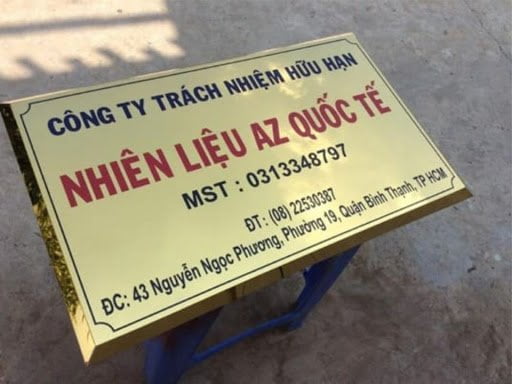 CÔNG TY TRÁCH NHIỆM HỮU HẠN
NHIÊN LIỆU AZ QUỐC TẾ
MST : 0313348797
ĐT : (08) 22530387
ĐC: 43 Nguyễn Ngọc Phương, Phường 19, Quận Bình Thạnh, TP HCM